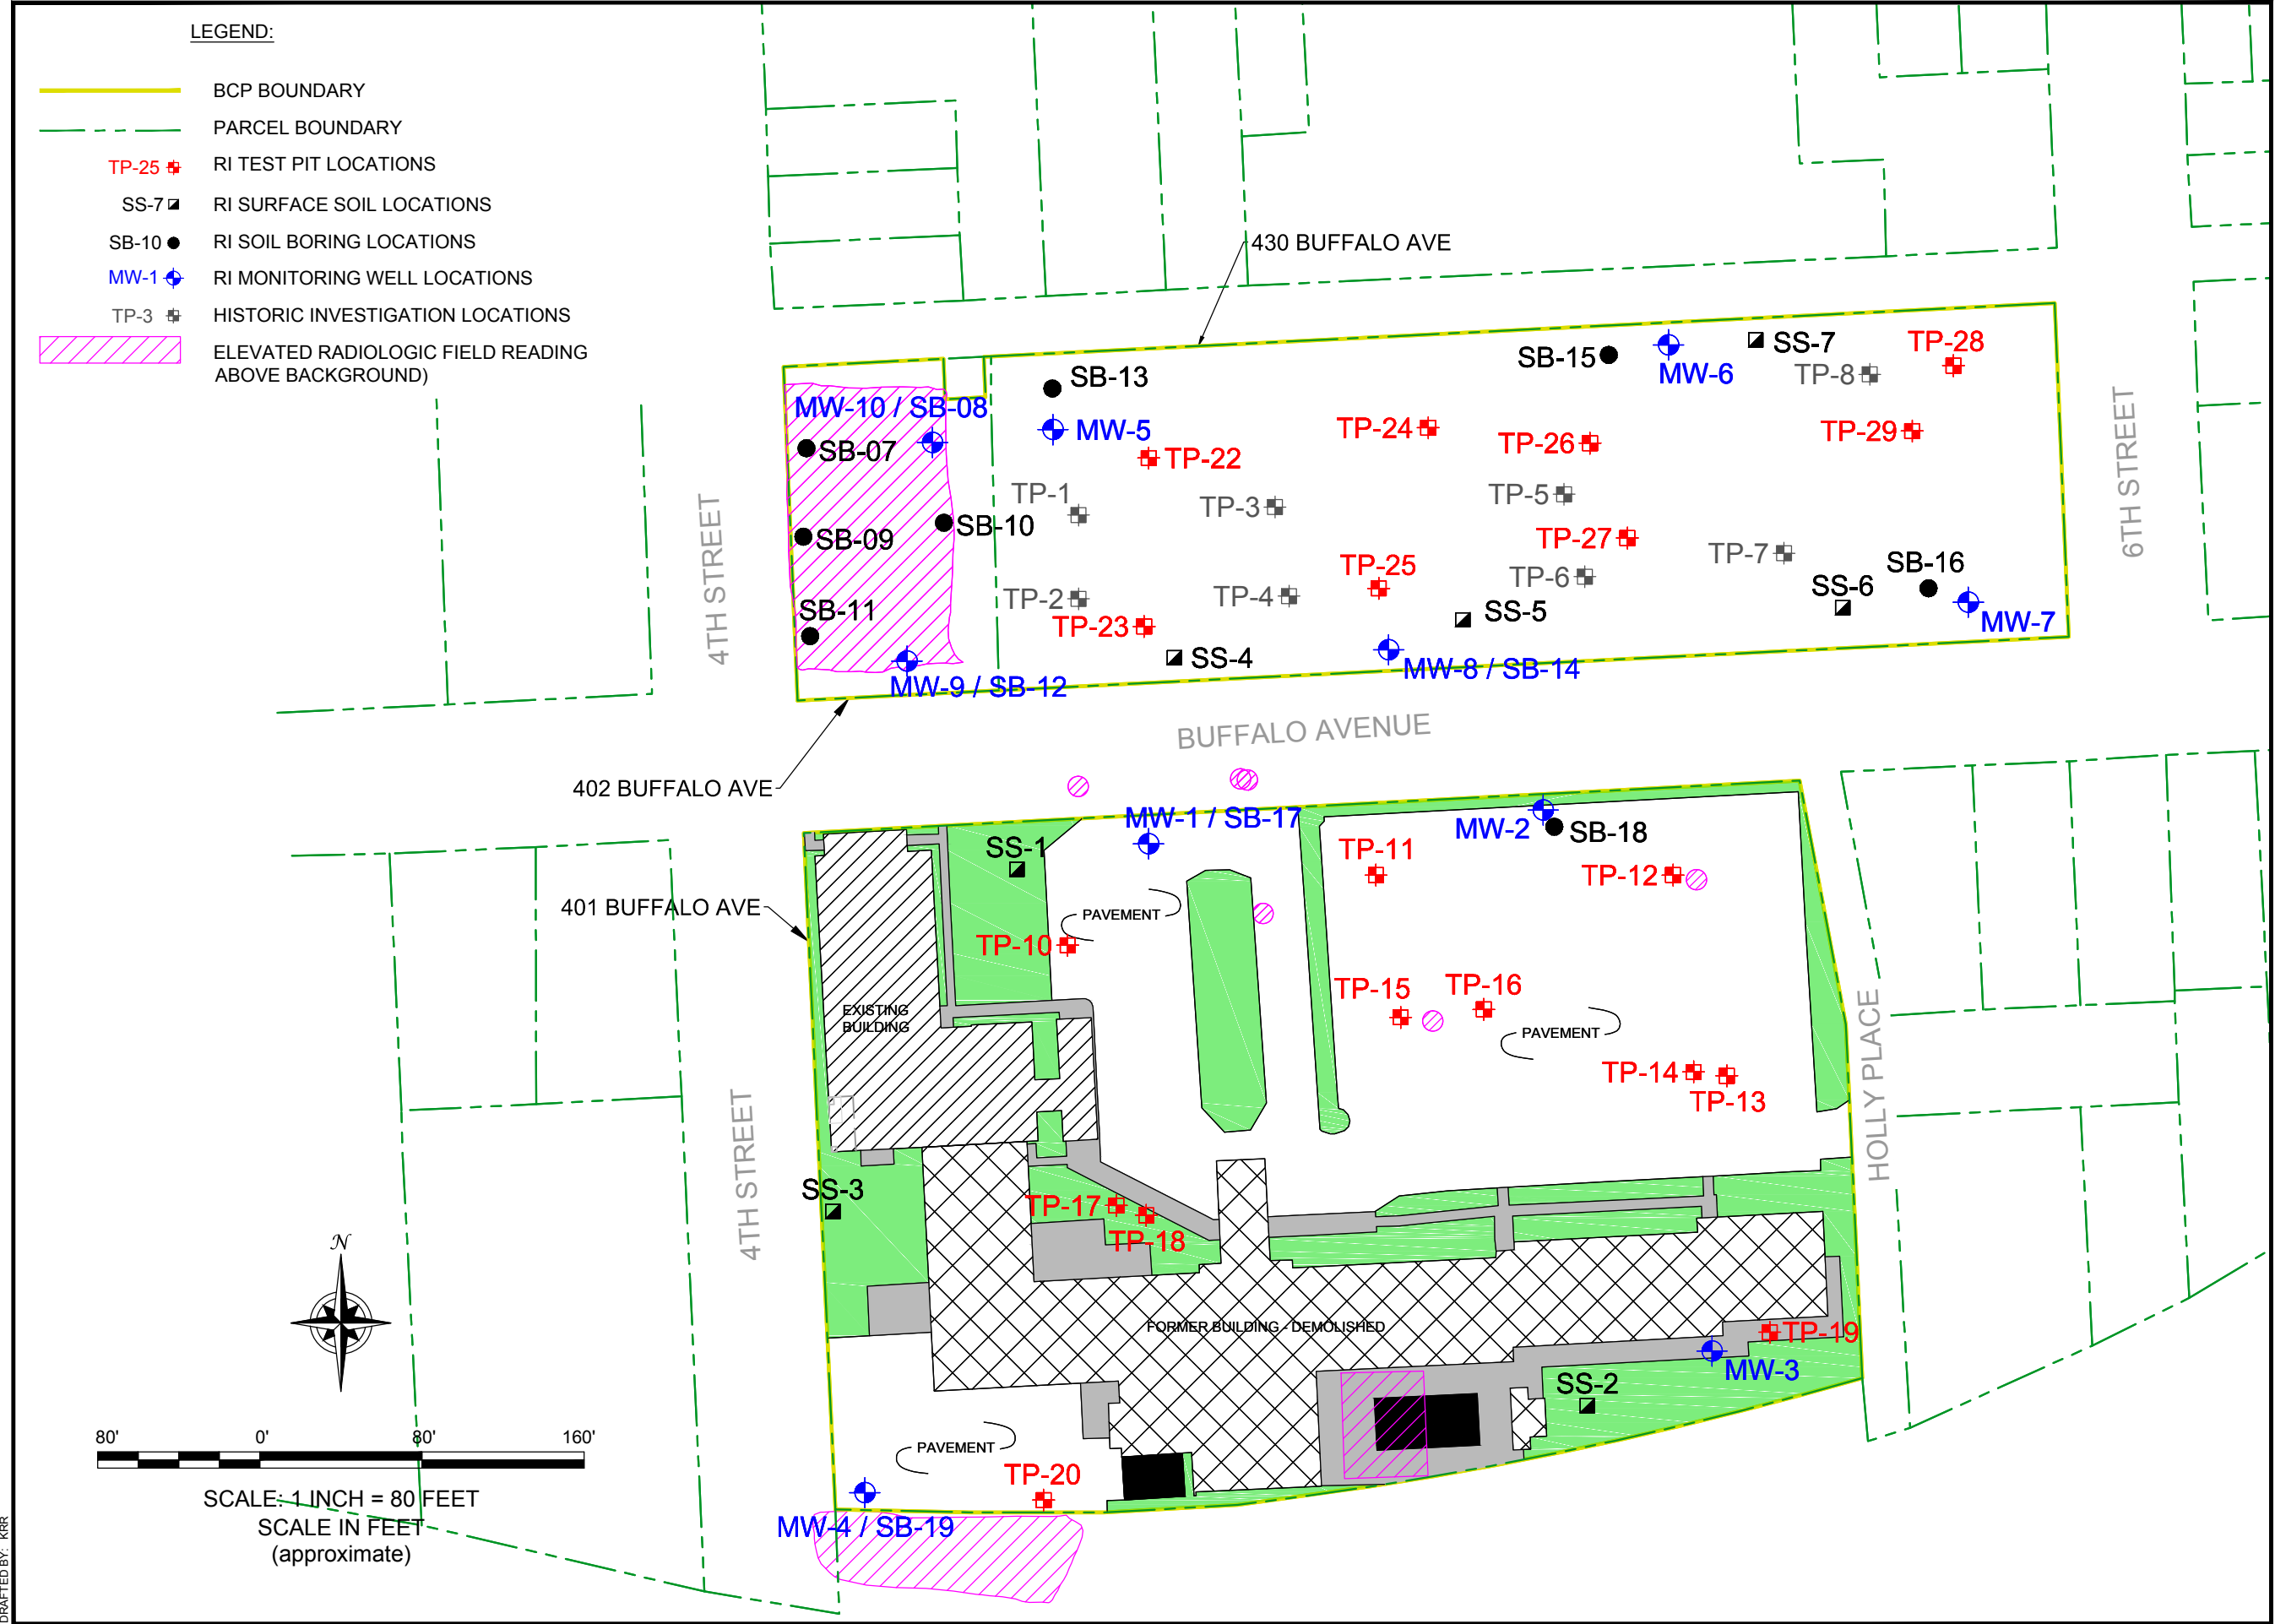 LEGEND:
BCP BOUNDARY
PARCEL BOUNDARY
TP-25 RI TEST PIT LOCATIONS
SS-7 RI SURFACE SOIL LOCATIONS
SB-10 RI SOIL BORING LOCATIONS
MW-1 RI MONITORING WELL LOCATIONS
TP-3 HISTORIC INVESTIGATION LOCATIONS
ELEVATED RADIOLOGIC FIELD READING
ABOVE BACKGROUND)
430 BUFFALO AVE
SB-15
MW-6
SS-7
TP-8
TP-28
SB-13
MW-10 / SB-08
MW-5
SB-07
TP-22
TP-24
TP-26
TP-29
TP-1
TP-3
TP-5
SB-10
SB-09
TP-27
TP-7
SB-16
TP-25
TP-6
SS-6
TP-2
TP-4
SS-5
SB-11
TP-23
MW-7
SS-4
MW-8 / SB-14
MW-9 / SB-12
4TH STREET
6TH STREET
BUFFALO AVENUE
402 BUFFALO AVE
MW-1 / SB-17
MW-2
SB-18
SS-1
TP-11
TP-12
401 BUFFALO AVE
PAVEMENT
TP-10
TP-15
TP-16
EXISTING
BUILDING
PAVEMENT
TP-14
TP-13
HOLLY PLACE
4TH STREET
SS-3
TP-17
TP-18
FORMER BUILDING - DEMOLISHED
TP-19
MW-3
SS-2
PAVEMENT
TP-20
MW-4 / SB-19
N
80' 0' 80' 160'
SCALE: 1 INCH = 80 FEET
SCALE IN FEET
(approximate)
DRAFTED BY: KRR